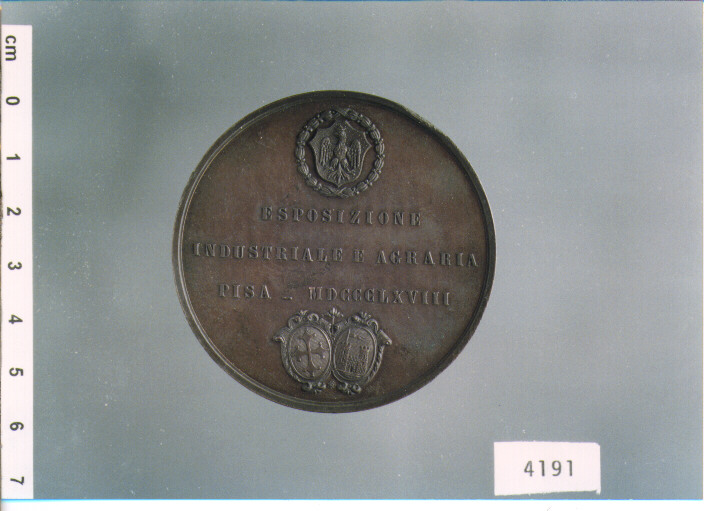 cm
0
1
2
3
4
5
6
7
ESPOSIZIONE
INDUSTRIALE E AGRARIA
PISA - MDCCCLXVIII
4191